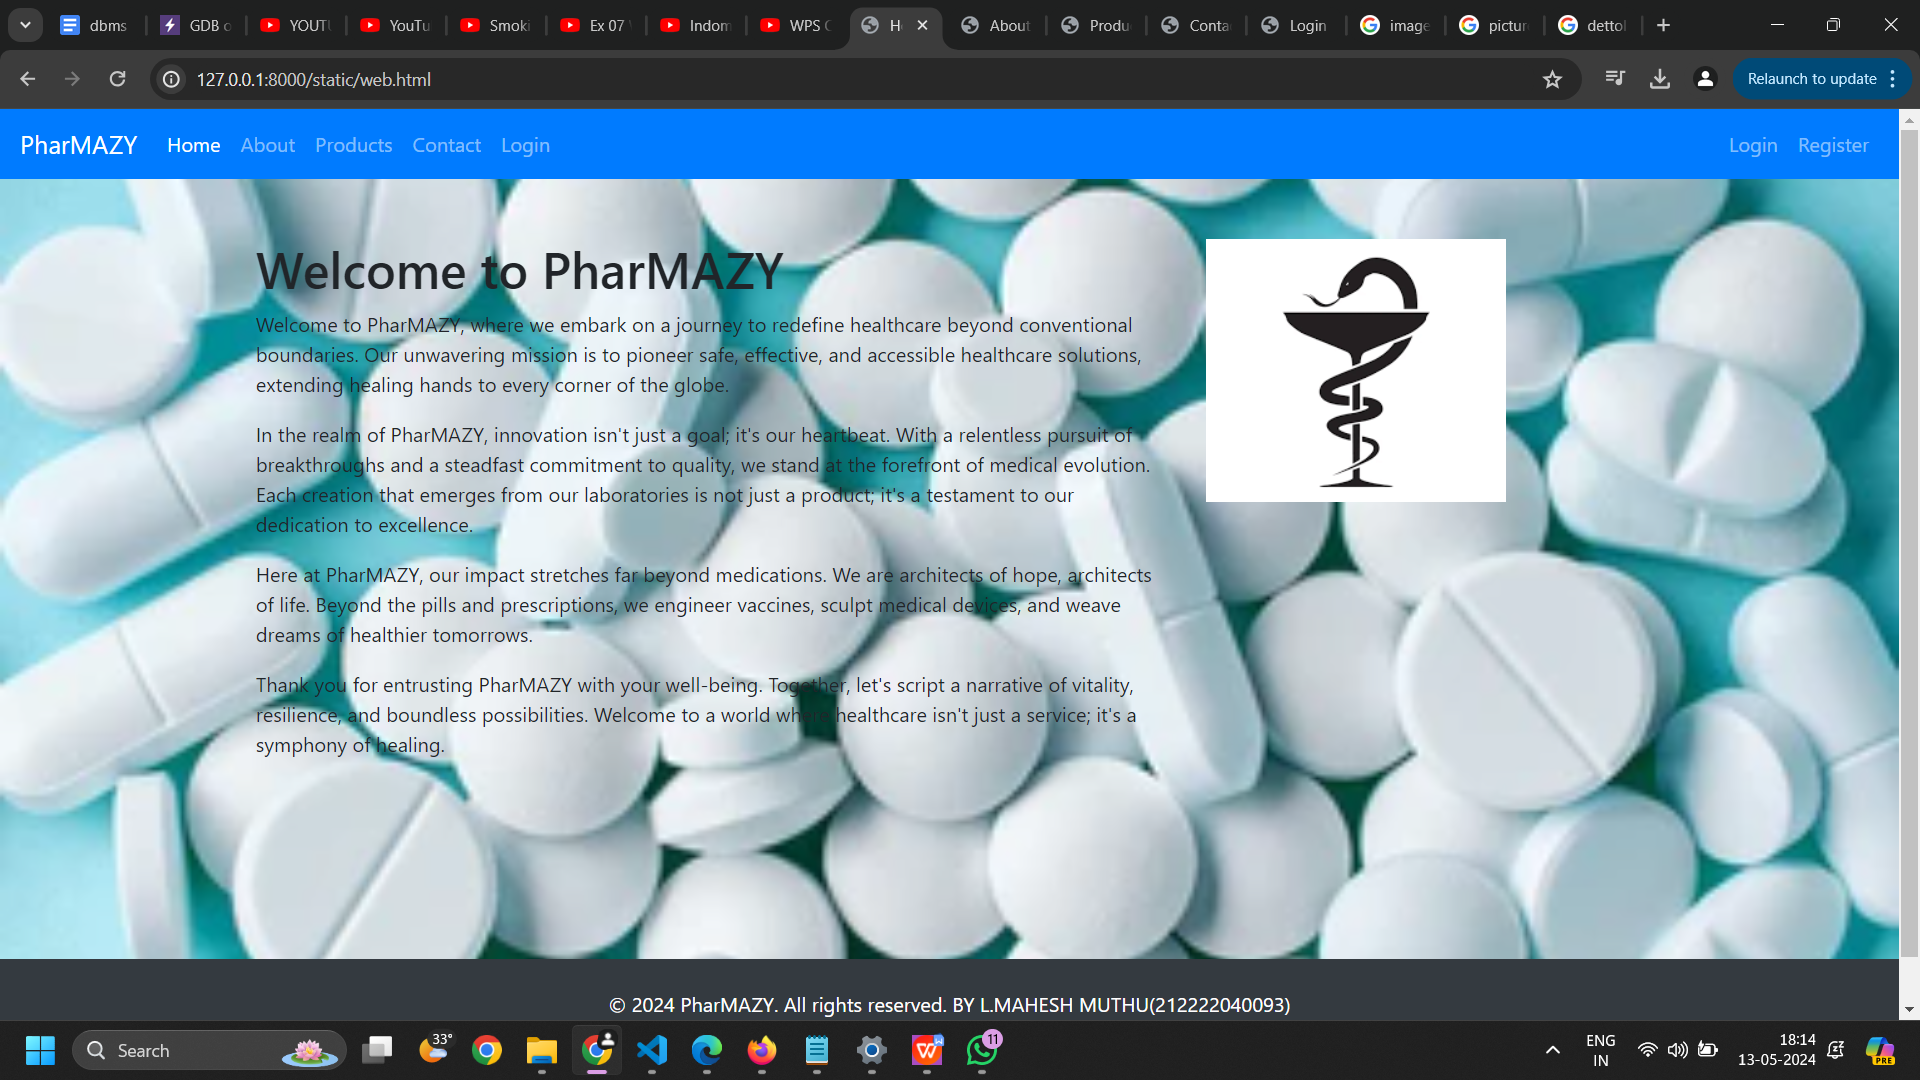 dbms
GDB o
YOUTU
YouTu
Smoki
Ex 07
Indom
WPS C
H
About
Produ
Conta
Login
image
pictur
dettol
127.0.0.1:8000/static/web.html
Relaunch to update
PharMAZY Home About Products Contact Login Login Register
Welcome to PharMAZY
Welcome to PharMAZY, where we embark on a journey to redefine healthcare beyond conventional
boundaries. Our unwavering mission is to pioneer safe, effective, and accessible healthcare solutions,
extending healing hands to every corner of the globe.
In the realm of PharMAZY, innovation isn't just a goal; it's our heartbeat. With a relentless pursuit of
breakthroughs and a steadfast commitment to quality, we stand at the forefront of medical evolution.
Each creation that emerges from our laboratories is not just a product; it's a testament to our
dedication to excellence.
Here at PharMAZY, our impact stretches far beyond medications. We are architects of hope, architects
of life. Beyond the pills and prescriptions, we engineer vaccines, sculpt medical devices, and weave
dreams of healthier tomorrows.
Thank you for entrusting PharMAZY with your well-being. Together, let's script a narrative of vitality,
resilience, and boundless possibilities. Welcome to a world where healthcare isn't just a service; it's a
symphony of healing.
© 2024 PharMAZY. All rights reserved. BY L.MAHESH MUTHU(212222040093)
Search
33°
11
ENG
IN
18:14
13-05-2024
PRE